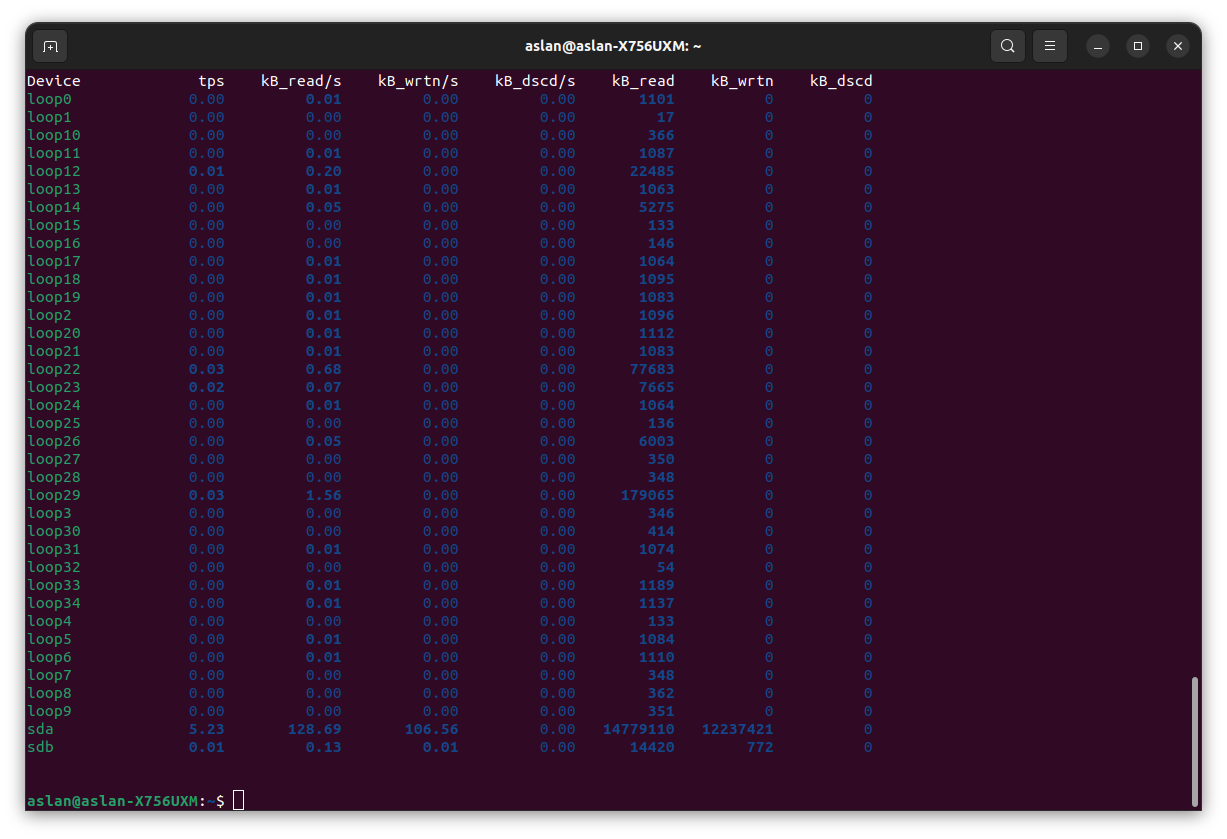 aslan@aslan-X756UXM: ~
Device tps kB_read/s kB_wrtn/s kB_dscd/s kB_read kB_wrtn kB_dscd
loop0 0.00 0.01 0.00 0.00 1101 0 0
loop1 0.00 0.00 0.00 0.00 17 0 0
loop10 0.00 0.00 0.00 0.00 366 0 0
loop11 0.00 0.01 0.00 0.00 1087 0 0
loop12 0.01 0.20 0.00 0.00 22485 0 0
loop13 0.00 0.01 0.00 0.00 1063 0 0
loop14 0.00 0.05 0.00 0.00 5275 0 0
loop15 0.00 0.00 0.00 0.00 133 0 0
loop16 0.00 0.00 0.00 0.00 146 0 0
loop17 0.00 0.01 0.00 0.00 1064 0 0
loop18 0.00 0.01 0.00 0.00 1095 0 0
loop19 0.00 0.01 0.00 0.00 1083 0 0
loop2 0.00 0.01 0.00 0.00 1096 0 0
loop20 0.00 0.01 0.00 0.00 1112 0 0
loop21 0.00 0.01 0.00 0.00 1083 0 0
loop22 0.03 0.68 0.00 0.00 77683 0 0
loop23 0.02 0.07 0.00 0.00 7665 0 0
loop24 0.00 0.01 0.00 0.00 1064 0 0
loop25 0.00 0.00 0.00 0.00 136 0 0
loop26 0.00 0.05 0.00 0.00 6003 0 0
loop27 0.00 0.00 0.00 0.00 350 0 0
loop28 0.00 0.00 0.00 0.00 348 0 0
loop29 0.03 1.56 0.00 0.00 179065 0 0
loop3 0.00 0.00 0.00 0.00 346 0 0
loop30 0.00 0.00 0.00 0.00 414 0 0
loop31 0.00 0.01 0.00 0.00 1074 0 0
loop32 0.00 0.00 0.00 0.00 54 0 0
loop33 0.00 0.01 0.00 0.00 1189 0 0
loop34 0.00 0.01 0.00 0.00 1137 0 0
loop4 0.00 0.00 0.00 0.00 133 0 0
loop5 0.00 0.01 0.00 0.00 1084 0 0
loop6 0.00 0.01 0.00 0.00 1110 0 0
loop7 0.00 0.00 0.00 0.00 348 0 0
loop8 0.00 0.00 0.00 0.00 362 0 0
loop9 0.00 0.00 0.00 0.00 351 0 0
sda 5.23 128.69 106.56 0.00 14779110 12237421 0
sdb 0.01 0.13 0.01 0.00 14420 772 0
aslan@aslan-X756UXM:~$